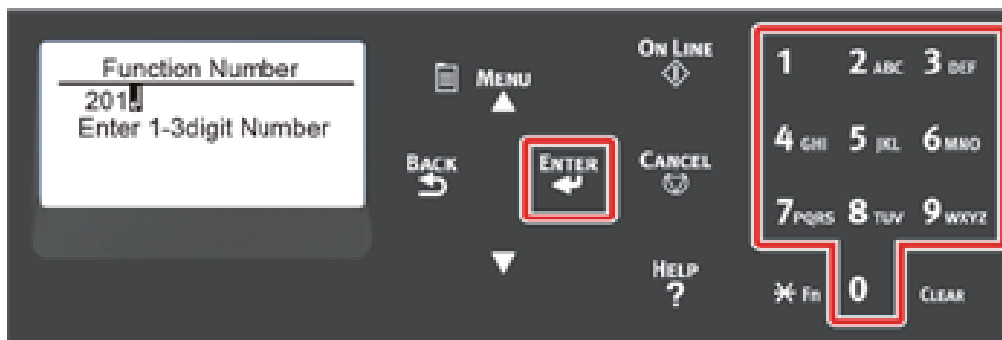 Function Number
201.
Enter 1-3digit Number
MENU
BACK
ENTER
ON LINE
CANCEL
HELP
?
1 2 ABC 3 DEF
4 GHI 5 JKL 6 MNO
7 PQRS 8 TUV 9 WXYZ
* Fn 0 CLEAR